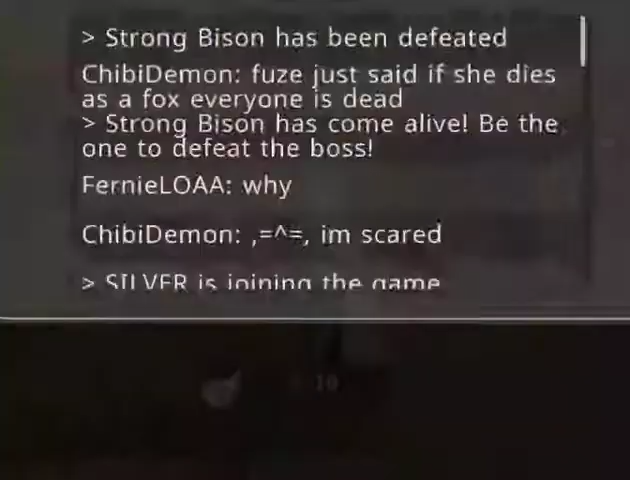 > Strong Bison has been defeated
ChibiDemon: fuze just said if she dies
as a fox everyone is dead
> Strong Bison has come alive! Be the
one to defeat the boss!
FernieLOAA: why
ChibiDemon: ,=^=, im scared
> SILVER is joining the game
10